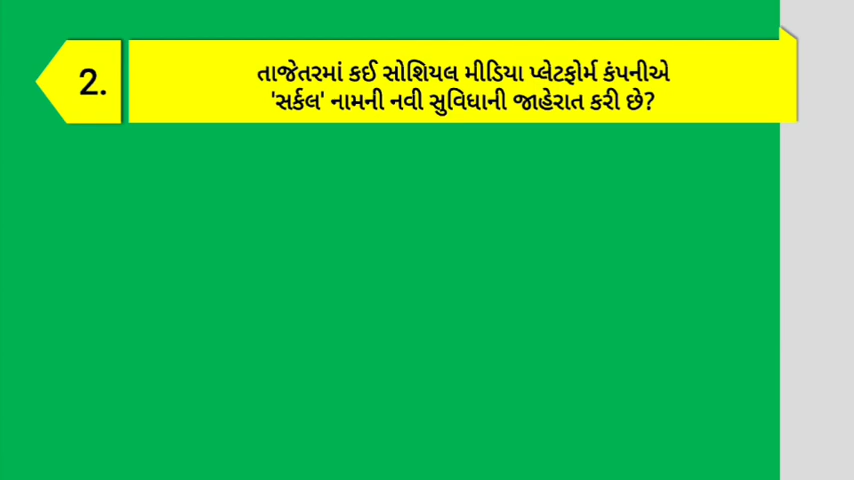 2.
તાજેતરમાં કઈ સોશિયલ મીડિયા પ્લેટફોર્મ કંપનીએ
'સર્કલ' નામની નવી સુવિધાની જાહેરાત કરી છે?